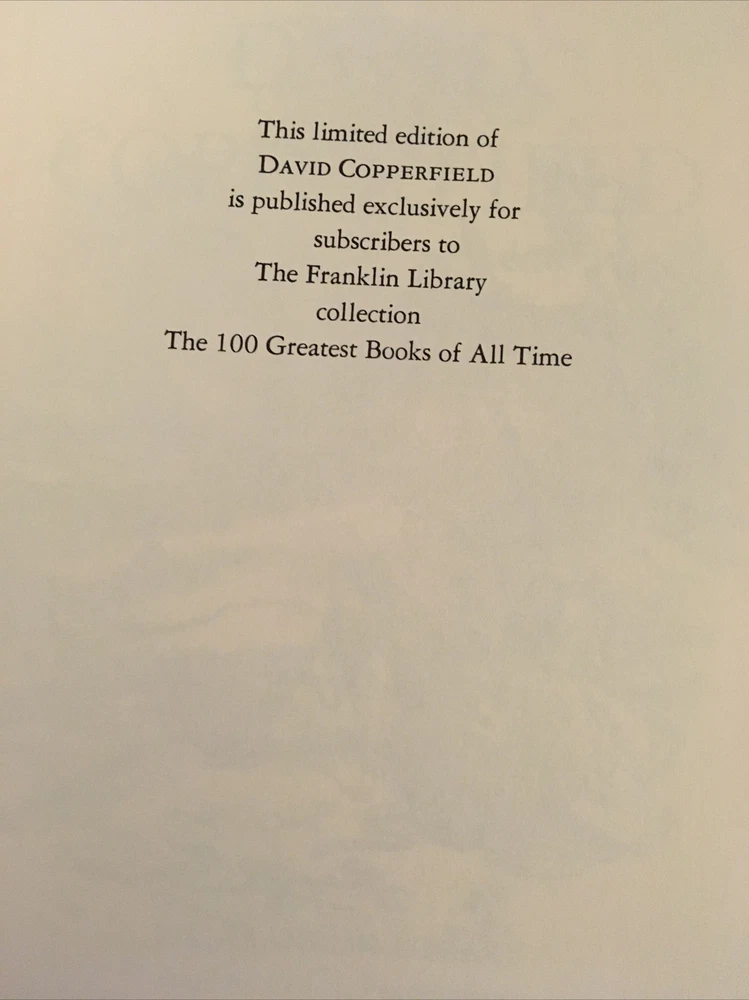 This limited edition of
DAVID COPPERFIELD
is published exclusively for
subscribers to
The Franklin Library
collection
The 100 Greatest Books of All Time